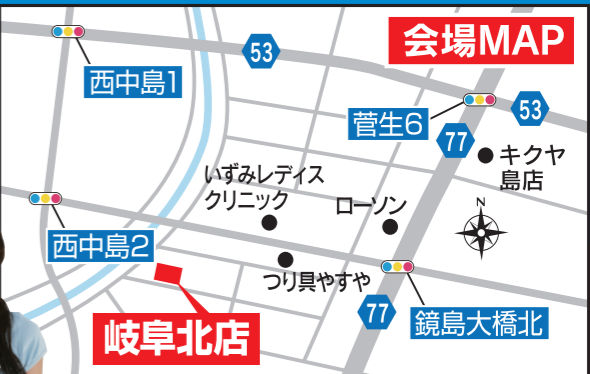 会場MAP
53
西中島1
53
菅生6
77
キクヤ
島店
いずみレディス
クリニック
ローソン
N
西中島2
つり具やすや
77
鏡島大橋北
岐阜北店